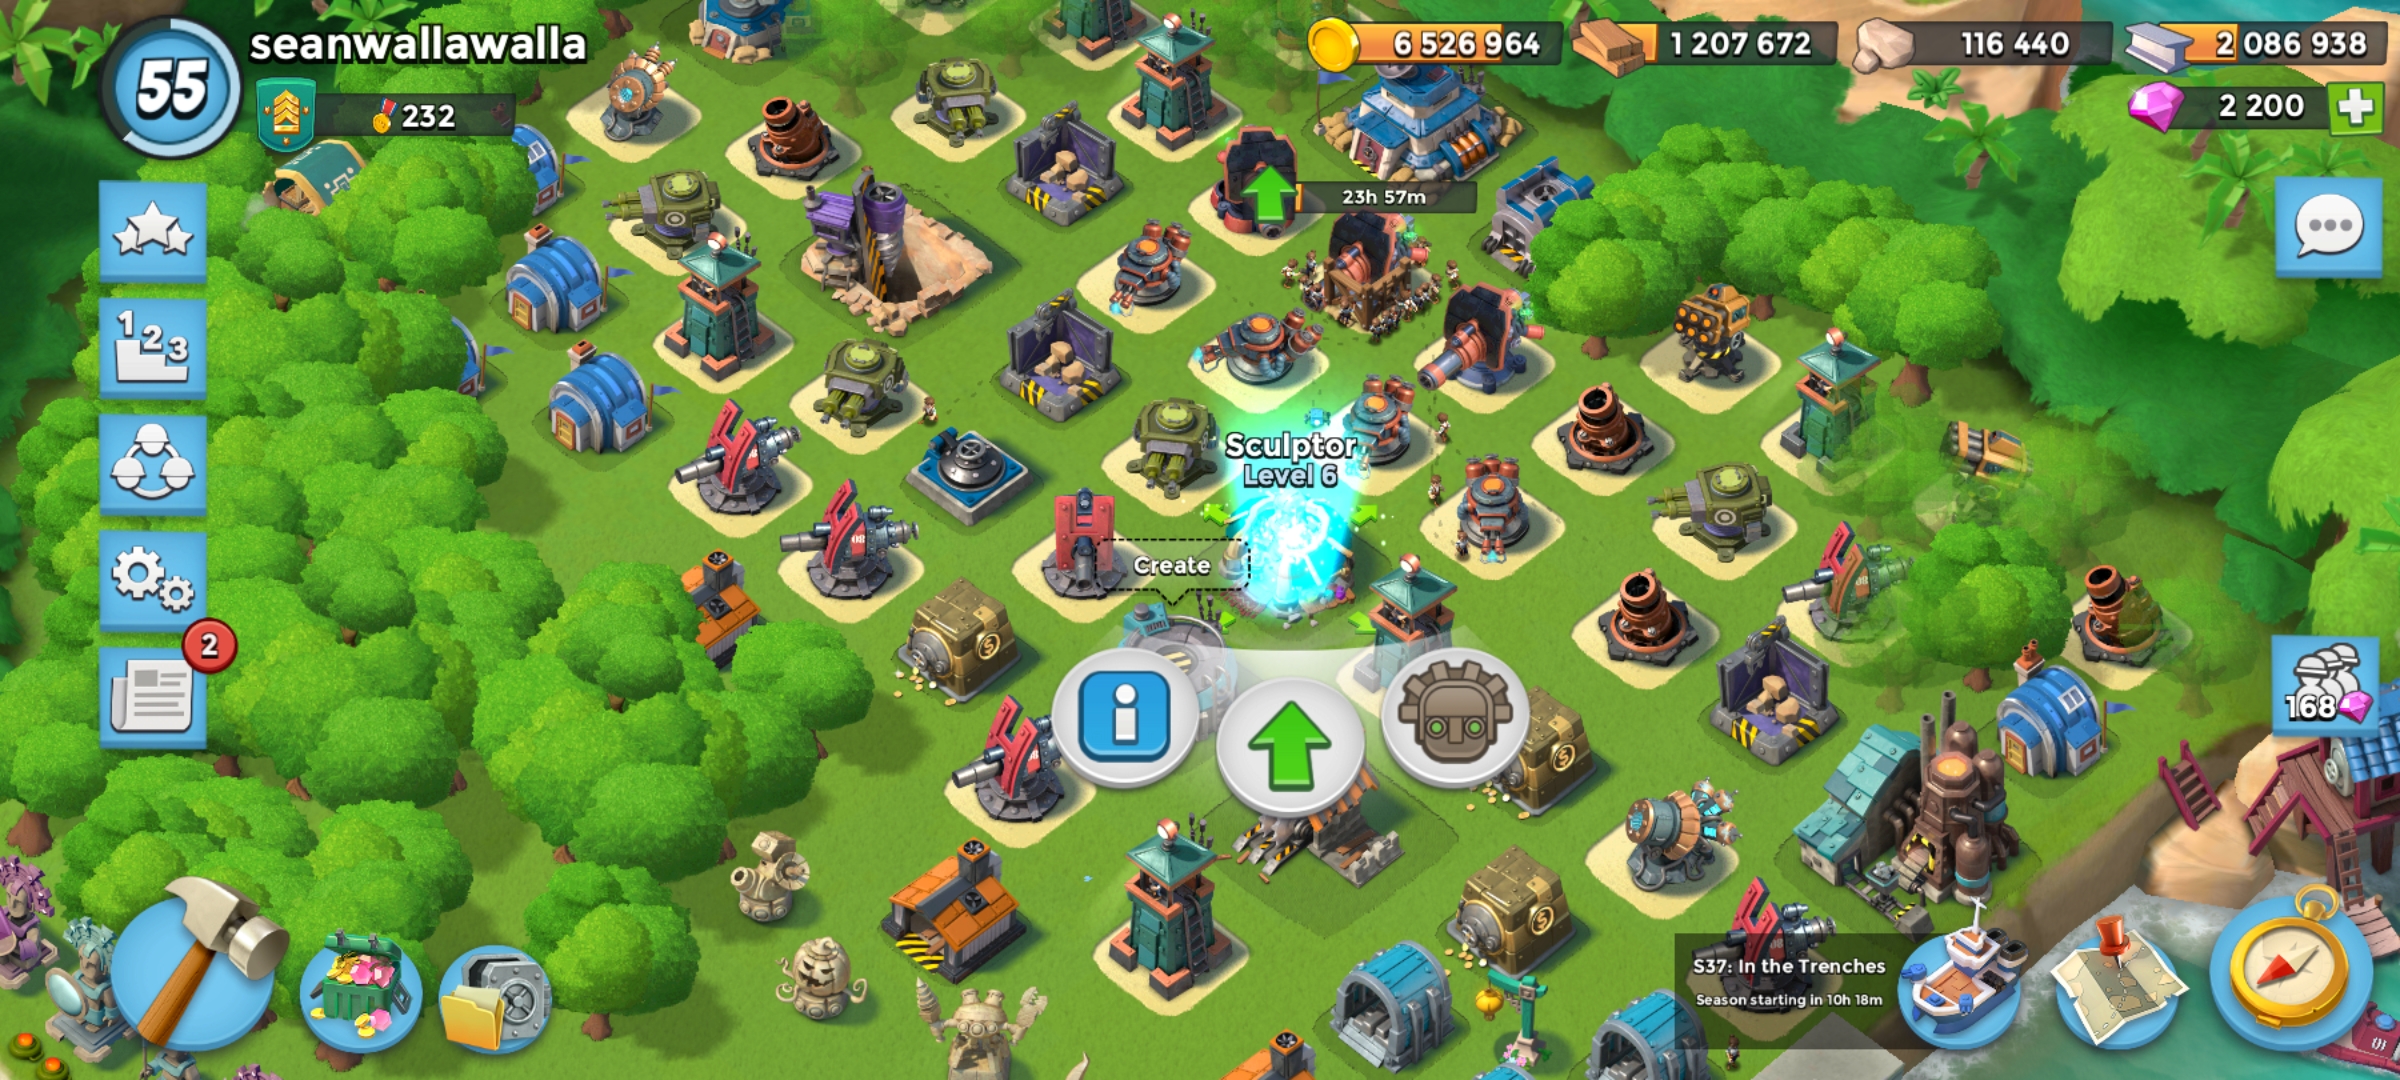 55
seanwallawalla
232
6 526 964
1 207 672
116 440
2 086 938
2 200
23h 57m
1 2 3
Sculptor
Level 6
Create
2
168
S37: In the Trenches
Season starting in 10h 18m